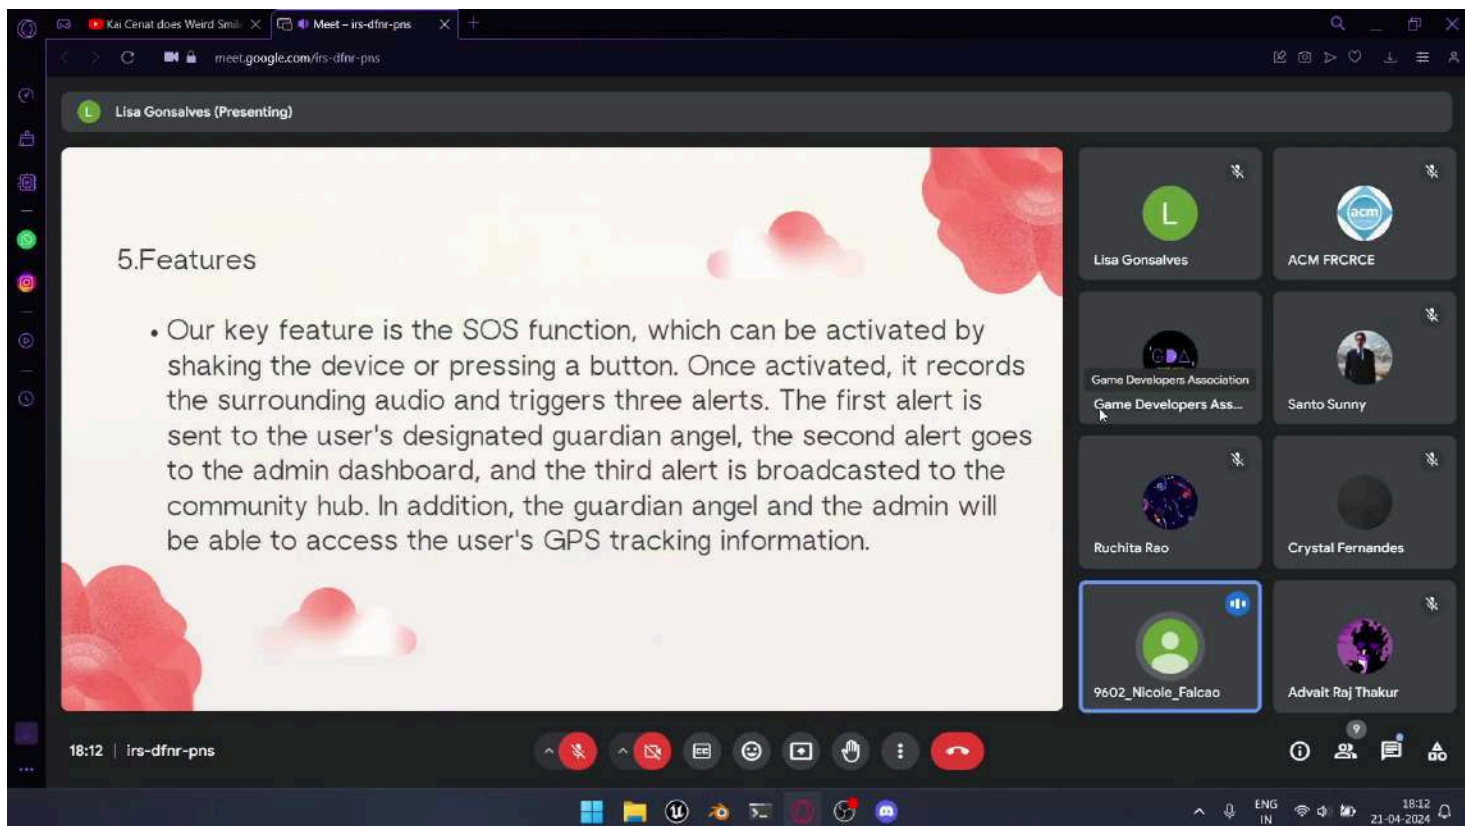 Kai Cenat does Weird Smil
Meet – irs-dfnr-pns
meet.google.com/irs-dfnr-pns
L
Lisa Gonsalves (Presenting)
5.Features
• Our key feature is the SOS function, which can be activated by
shaking the device or pressing a button. Once activated, it records
the surrounding audio and triggers three alerts. The first alert is
sent to the user's designated guardian angel, the second alert goes
to the admin dashboard, and the third alert is broadcasted to the
community hub. In addition, the guardian angel and the admin will
be able to access the user's GPS tracking information.
L
Lisa Gonsalves
acm
ACM FRCRCE
GDA
Game Developers Association
Game Developers Ass...
Santo Sunny
Ruchita Rao
Crystal Fernandes
9602_Nicole_Falcao
Advait Raj Thakur
18:12 | irs-dfnr-pns
CC
9
ENG
IN
18:12
21-04-2024